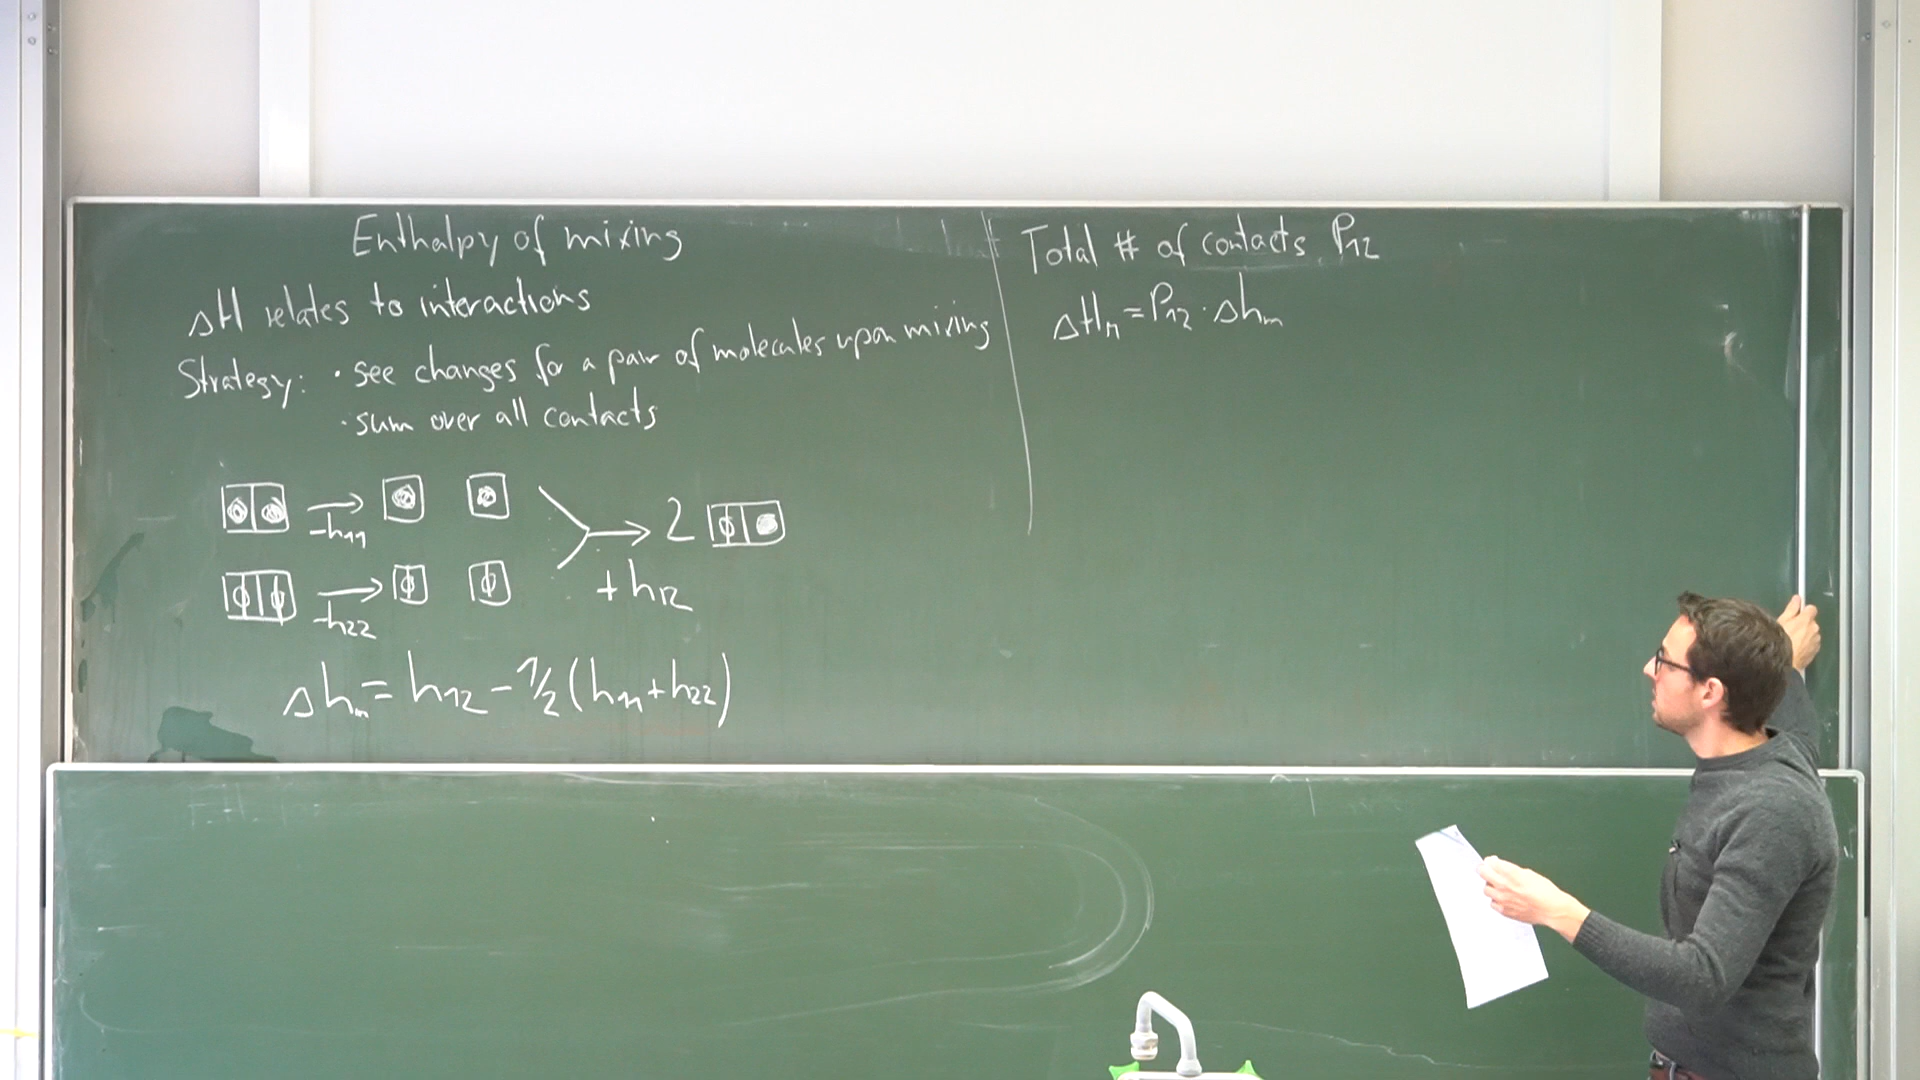 Enthalpy of mixing
ΔH relates to interactions
Strategy: · see changes for a pair of molecules upon mixing
· sum over all contacts
-h11
2
-h22
+h12
Δhm = h12 - 1/2 (h11 + h22)
Total # of contacts P12
ΔHm = P12 · Δhm